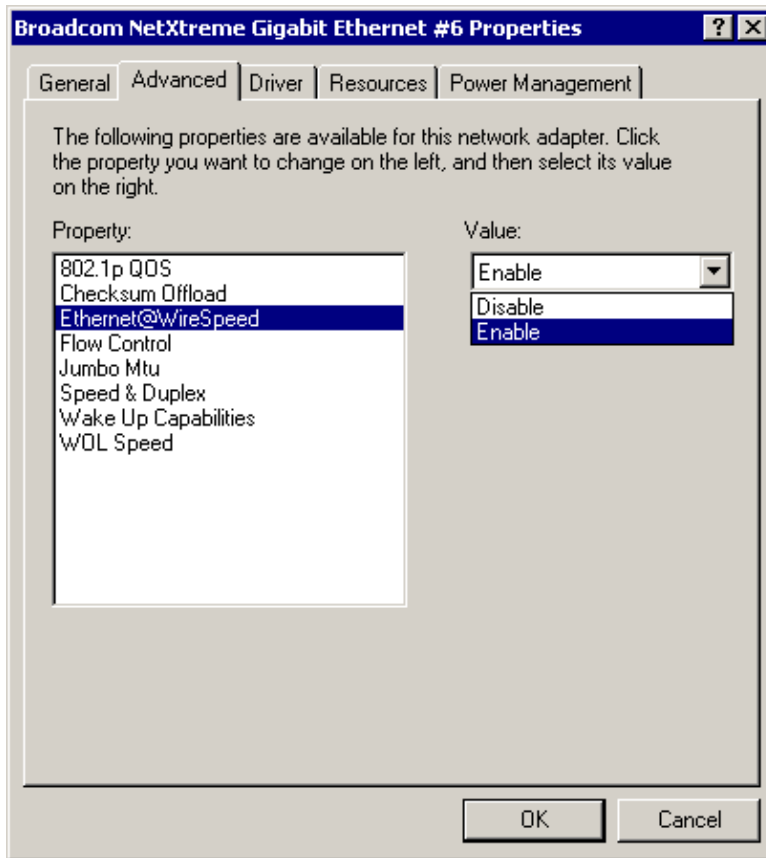 Broadcom NetXtreme Gigabit Ethernet #6 Properties
General Advanced Driver Resources Power Management
The following properties are available for this network adapter. Click
the property you want to change on the left, and then select its value
on the right.
Property:
Value:
802.1p QOS
Checksum Offload
Ethernet@WireSpeed
Flow Control
Jumbo Mtu
Speed & Duplex
Wake Up Capabilities
WOL Speed
Enable
Disable
Enable
OK
Cancel